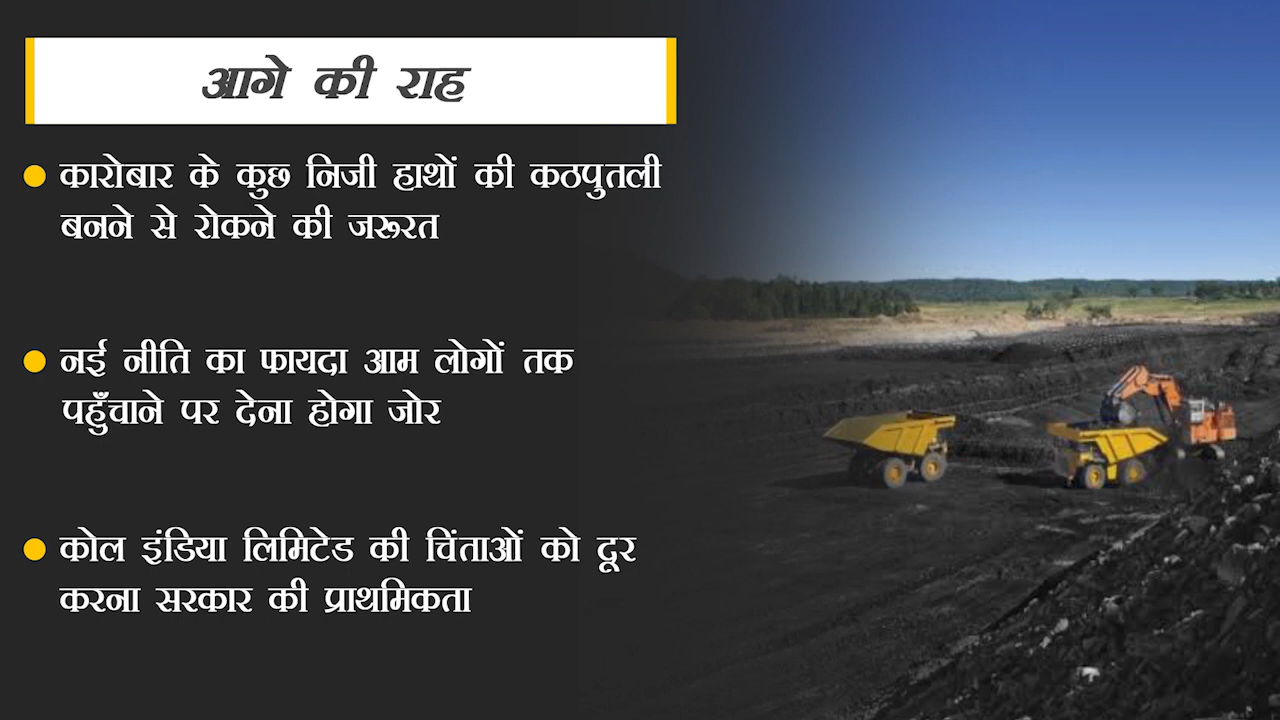 आगे की राह
कारोबार के कुछ निजी हाथों की कठपुतली
बनने से रोकने की जरूरत
नई नीति का फायदा आम लोगों तक
पहुँचाने पर देना होगा जोर
कोल इंडिया लिमिटेड की चिंताओं को दूर
करना सरकार की प्राथमिकता